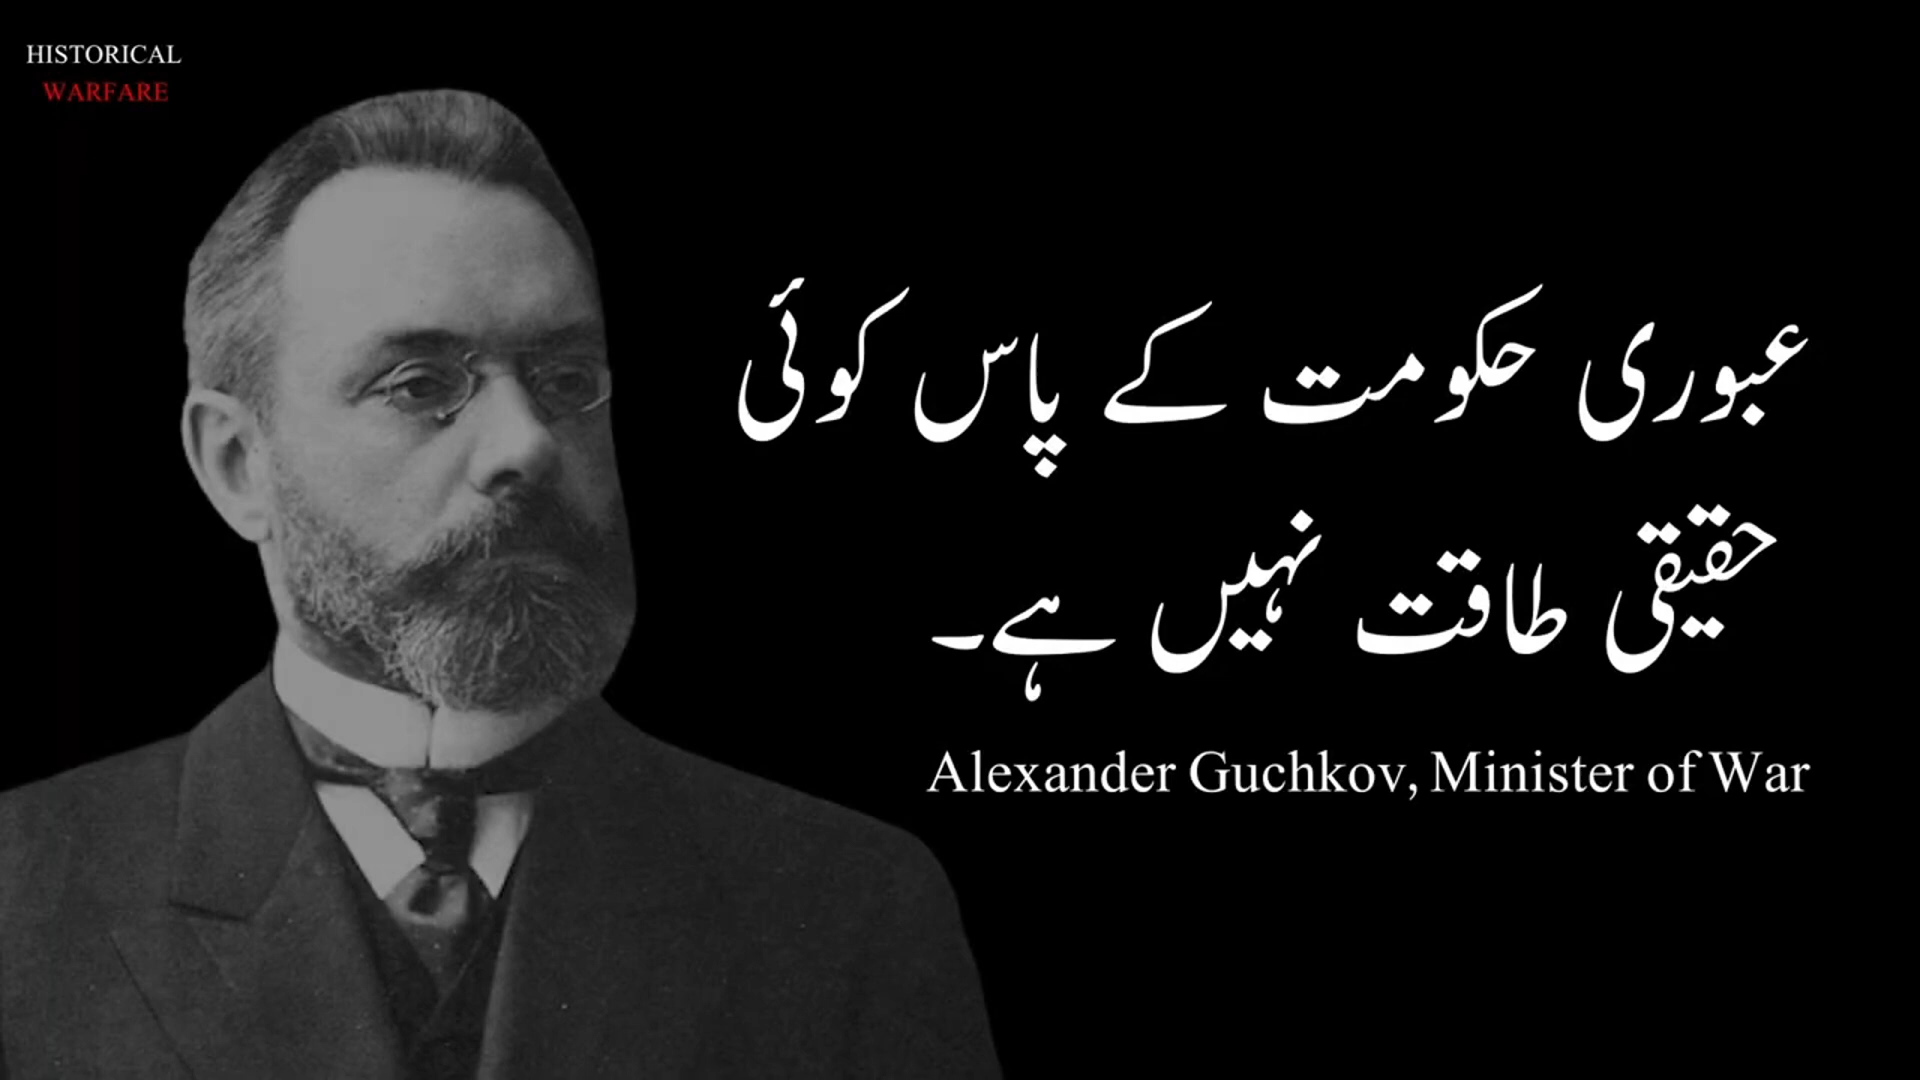 HISTORICAL
WARFARE
عبوری حکومت کے پاس کوئی
حقیقی طاقت نہیں ہے۔
Alexander Guchkov, Minister of War